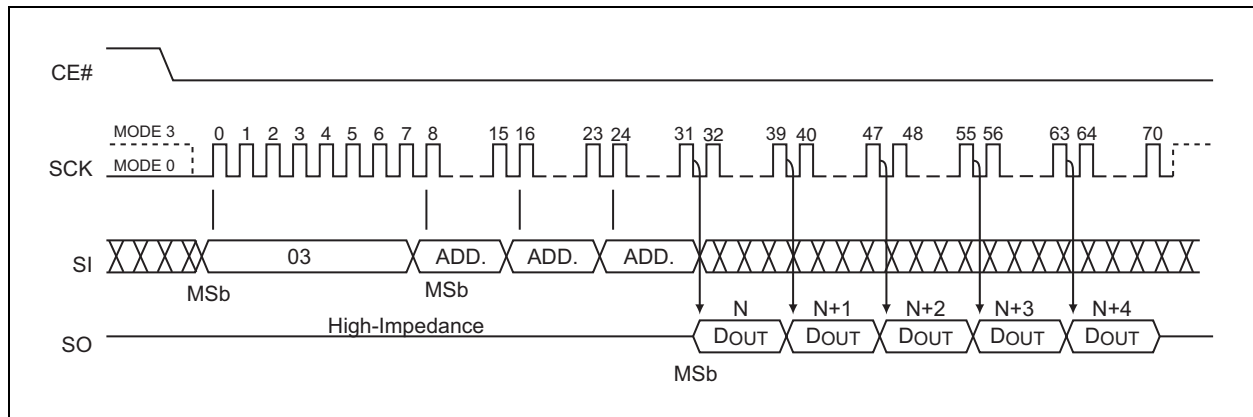 CE#
MODE 3
0 1 2 3 4 5 6 7 8 15 16 23 24 31 32 39 40 47 48 55 56 63 64 70
SCK
MODE 0
SI
03 ADD. ADD. ADD.
MSb MSb
High-Impedance
N N+1 N+2 N+3 N+4
SO
DOUT DOUT DOUT DOUT DOUT
MSb